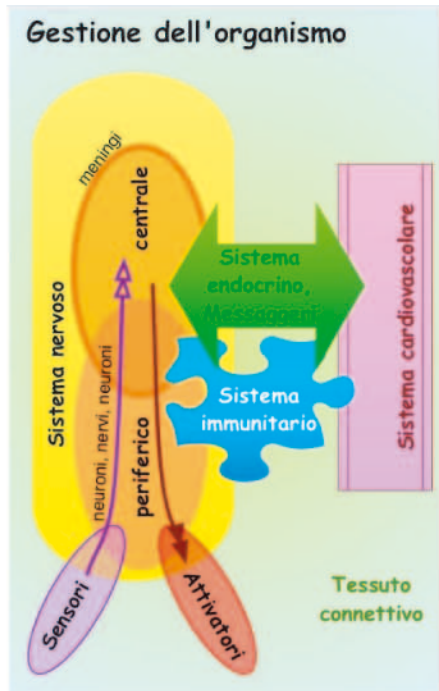 Gestione dell'organismo
meningi
centrale
Sistema nervoso
neuroni, nervi, neuroni
periferico
Sensori
Attivatori
Sistema
endocrino,
Messaggeri
Sistema
immunitario
Sistema cardiovascolare
Tessuto
connettivo